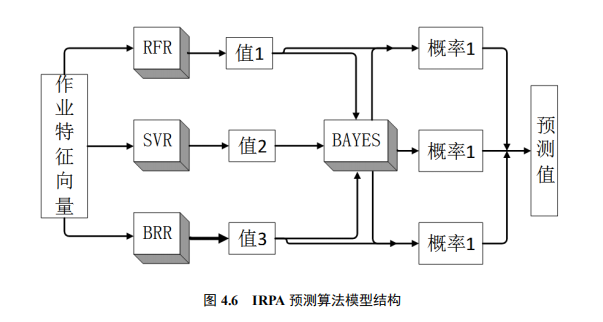 作业特征向量
RFR
值1
概率1
SVR
值2
BAYES
概率1
预测值
BRR
值3
概率1
图 4.6 IRPA 预测算法模型结构